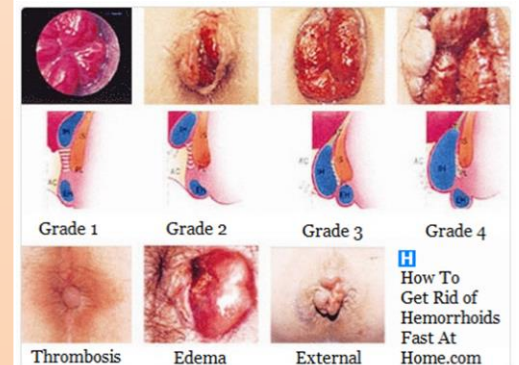 Grade 1
Grade 2
Grade 3
Grade 4
Thrombosis
Edema
External
H
How To
Get Rid of
Hemorrhoids
Fast At
Home.com